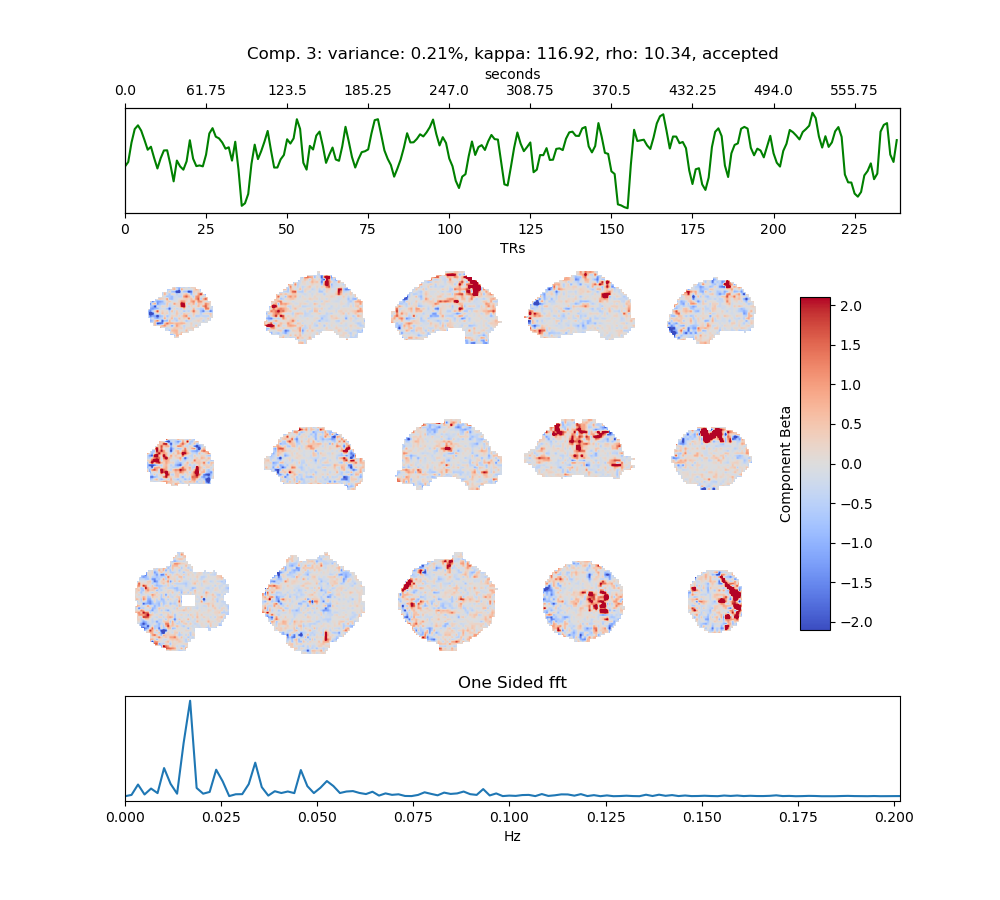 Comp. 3: variance: 0.21%, kappa: 116.92, rho: 10.34, accepted
seconds
0.0 61.75 123.5 185.25 247.0 308.75 370.5 432.25 494.0 555.75
0 25 50 75 100 125 150 175 200 225
TRs
2.0
1.5
1.0
0.5
0.0
−0.5
−1.0
−1.5
−2.0
Component Beta
One Sided fft
0.000 0.025 0.050 0.075 0.100 0.125 0.150 0.175 0.200
Hz